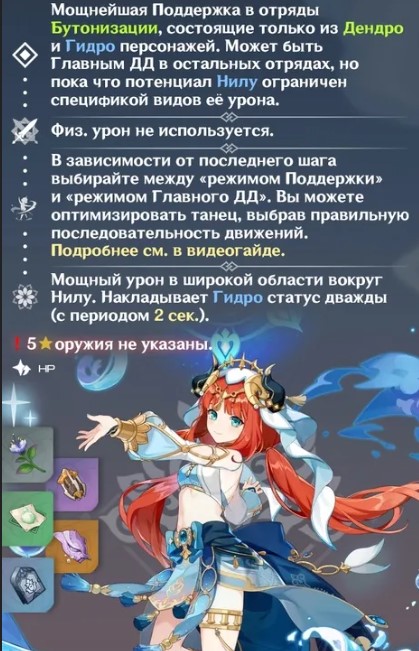 Мощнейшая Поддержка в отряды
Бутонизации, состоящие только из Дендро
и Гидро персонажей. Может быть
Главным ДД в остальных отрядах, но
пока что потенциал Нилу ограничен
спецификой видов её урона.
Физ. урон не используется.
В зависимости от последнего шага
выбирайте между «режимом Поддержки»
и «режимом Главного ДД». Вы можете
оптимизировать танец, выбрав правильную
последовательность движений.
Подробнее см. в видеогайде.
Мощный урон в широкой области вокруг
Нилу. Накладывает Гидро статус дважды
(с периодом 2 сек.).
! 5★оружия не указаны.
HP